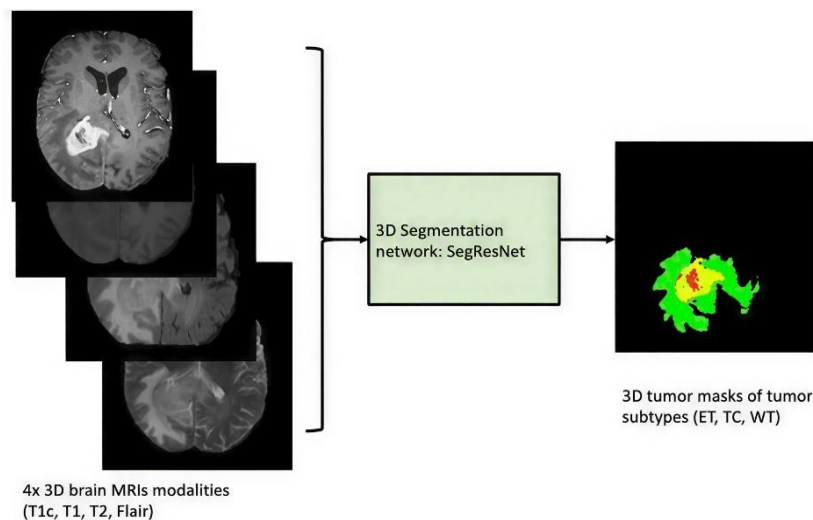 3D Segmentation
network: SegResNet
3D tumor masks of tumor
subtypes (ET, TC, WT)
4x 3D brain MRIs modalities
(T1c, T1, T2, Flair)